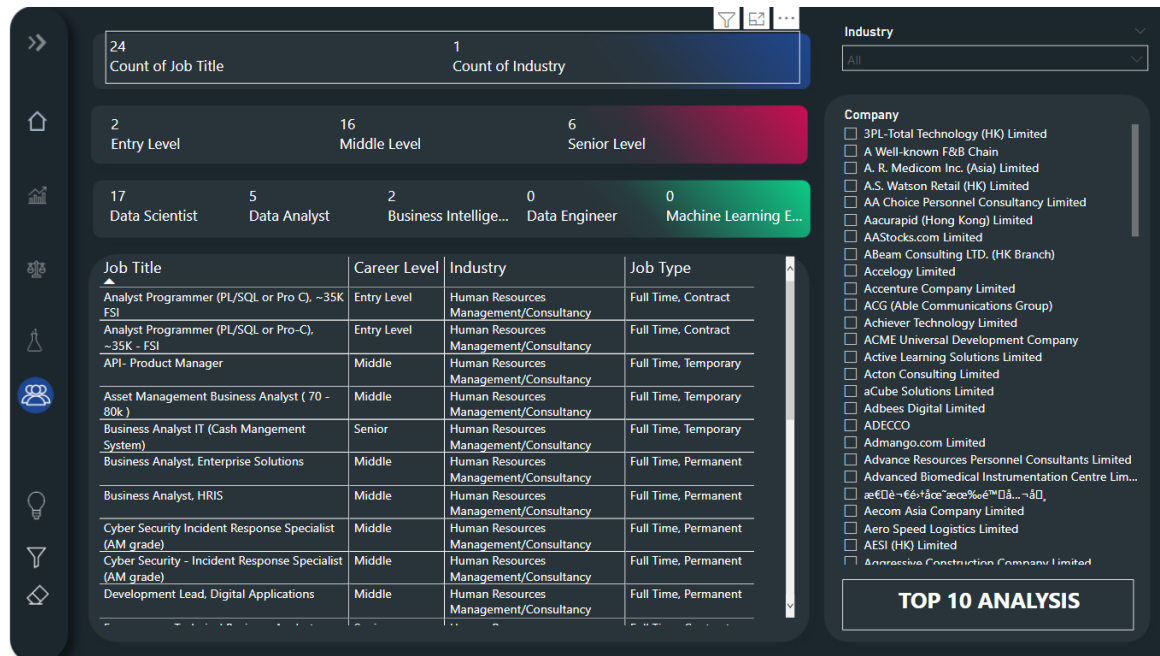 24
Count of Job Title
1
Count of Industry
2
Entry Level
16
Middle Level
6
Senior Level
17
Data Scientist
5
Data Analyst
2
Business Intellige...
0
Data Engineer
0
Machine Learning E...
Job Title Career Level Industry Job Type
Analyst Programmer (PL/SQL or Pro C), ~35K Entry Level Human Resources Full Time, Contract
FSI Management/Consultancy
Analyst Programmer (PL/SQL or Pro-C), Entry Level Human Resources Full Time, Contract
~35K - FSI Management/Consultancy
API- Product Manager Middle Human Resources Full Time, Temporary
Management/Consultancy
Asset Management Business Analyst ( 70 - Middle Human Resources Full Time, Temporary
80k ) Management/Consultancy
Business Analyst IT (Cash Mangement Senior Human Resources Full Time, Temporary
System) Management/Consultancy
Business Analyst, Enterprise Solutions Middle Human Resources Full Time, Permanent
Management/Consultancy
Business Analyst, HRIS Middle Human Resources Full Time, Permanent
Management/Consultancy
Cyber Security Incident Response Specialist Middle Human Resources Full Time, Permanent
(AM grade) Management/Consultancy
Cyber Security - Incident Response Specialist Middle Human Resources Full Time, Permanent
(AM grade) Management/Consultancy
Development Lead, Digital Applications Middle Human Resources Full Time, Permanent
Management/Consultancy
Industry
All
Company
3PL-Total Technology (HK) Limited
A Well-known F&B Chain
A. R. Medicom Inc. (Asia) Limited
A.S. Watson Retail (HK) Limited
AA Choice Personnel Consultancy Limited
Aacurapid (Hong Kong) Limited
AAStocks.com Limited
ABeam Consulting LTD. (HK Branch)
Accelogy Limited
Accenture Company Limited
ACG (Able Communications Group)
Achiever Technology Limited
ACME Universal Development Company
Active Learning Solutions Limited
Acton Consulting Limited
aCube Solutions Limited
Adbees Digital Limited
ADECCO
Admango.com Limited
Advance Resources Personnel Consultants Limited
Advanced Biomedical Instrumentation Centre Lim...
Aecom Asia Company Limited
Aero Speed Logistics Limited
AESI (HK) Limited
Aggressive Construction Company Limited
TOP 10 ANALYSIS